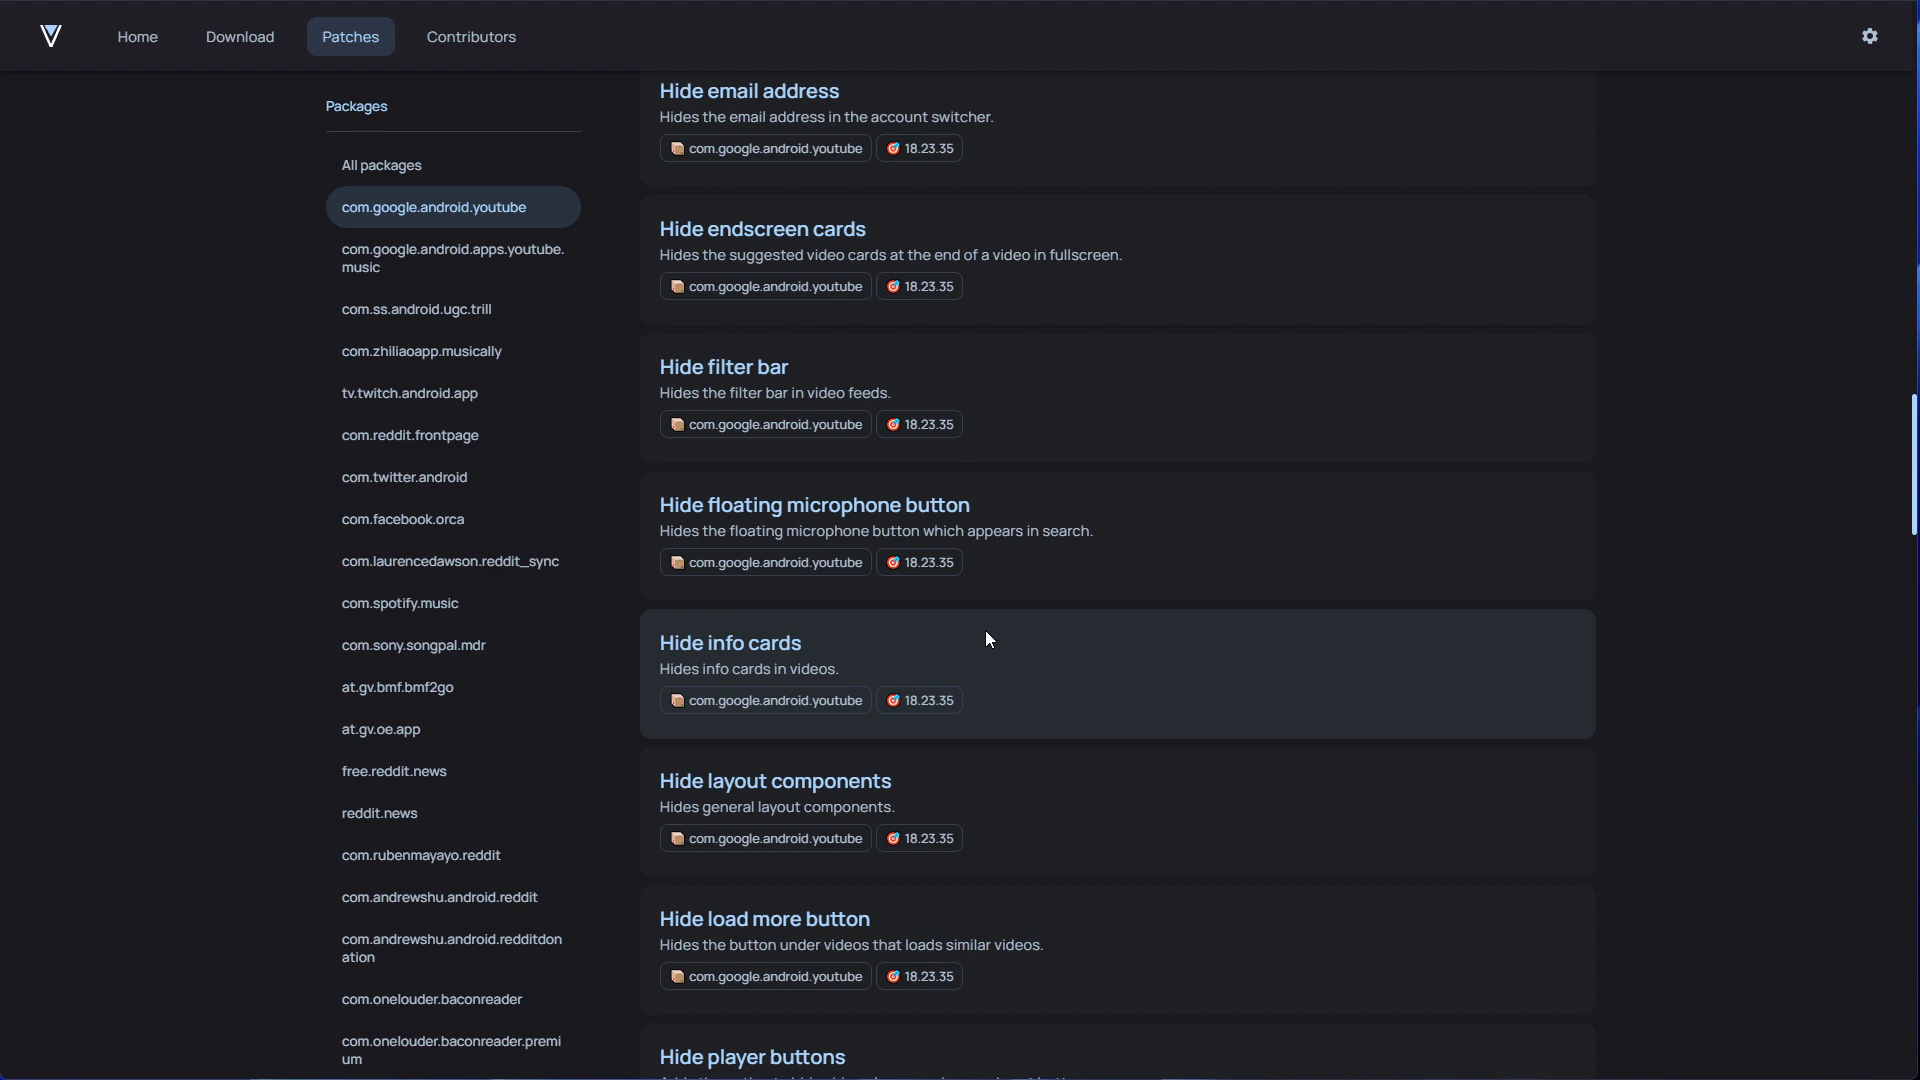 Home
Download
Patches
Contributors
Packages
All packages
com.google.android.youtube
com.google.android.apps.youtube.
music
com.ss.android.ugc.trill
com.zhiliaoapp.musically
tv.twitch.android.app
com.reddit.frontpage
com.twitter.android
com.facebook.orca
com.laurencedawson.reddit_sync
com.spotify.music
com.sony.songpal.mdr
at.gv.bmf.bmf2go
at.gv.oe.app
free.reddit.news
reddit.news
com.rubenmayayo.reddit
com.andrewshu.android.reddit
com.andrewshu.android.redditdon
ation
com.onelouder.baconreader
com.onelouder.baconreader.premi
um
Hide email address
Hides the email address in the account switcher.
com.google.android.youtube 18.23.35
Hide endscreen cards
Hides the suggested video cards at the end of a video in fullscreen.
com.google.android.youtube 18.23.35
Hide filter bar
Hides the filter bar in video feeds.
com.google.android.youtube 18.23.35
Hide floating microphone button
Hides the floating microphone button which appears in search.
com.google.android.youtube 18.23.35
Hide info cards
Hides info cards in videos.
com.google.android.youtube 18.23.35
Hide layout components
Hides general layout components.
com.google.android.youtube 18.23.35
Hide load more button
Hides the button under videos that loads similar videos.
com.google.android.youtube 18.23.35
Hide player buttons